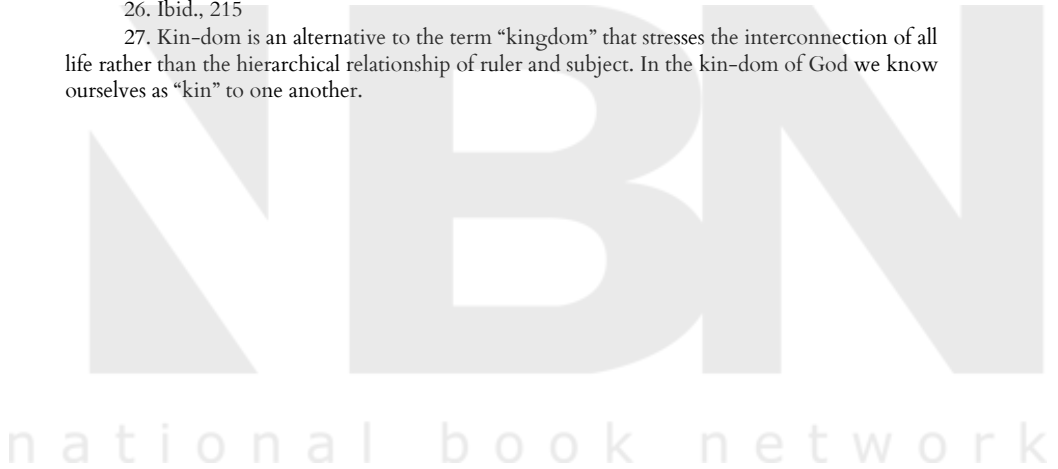 26. Ibid., 215
27. Kin-dom is an alternative to the term “kingdom” that stresses the interconnection of all
life rather than the hierarchical relationship of ruler and subject. In the kin-dom of God we know
ourselves as “kin” to one another.
NBN
national book network